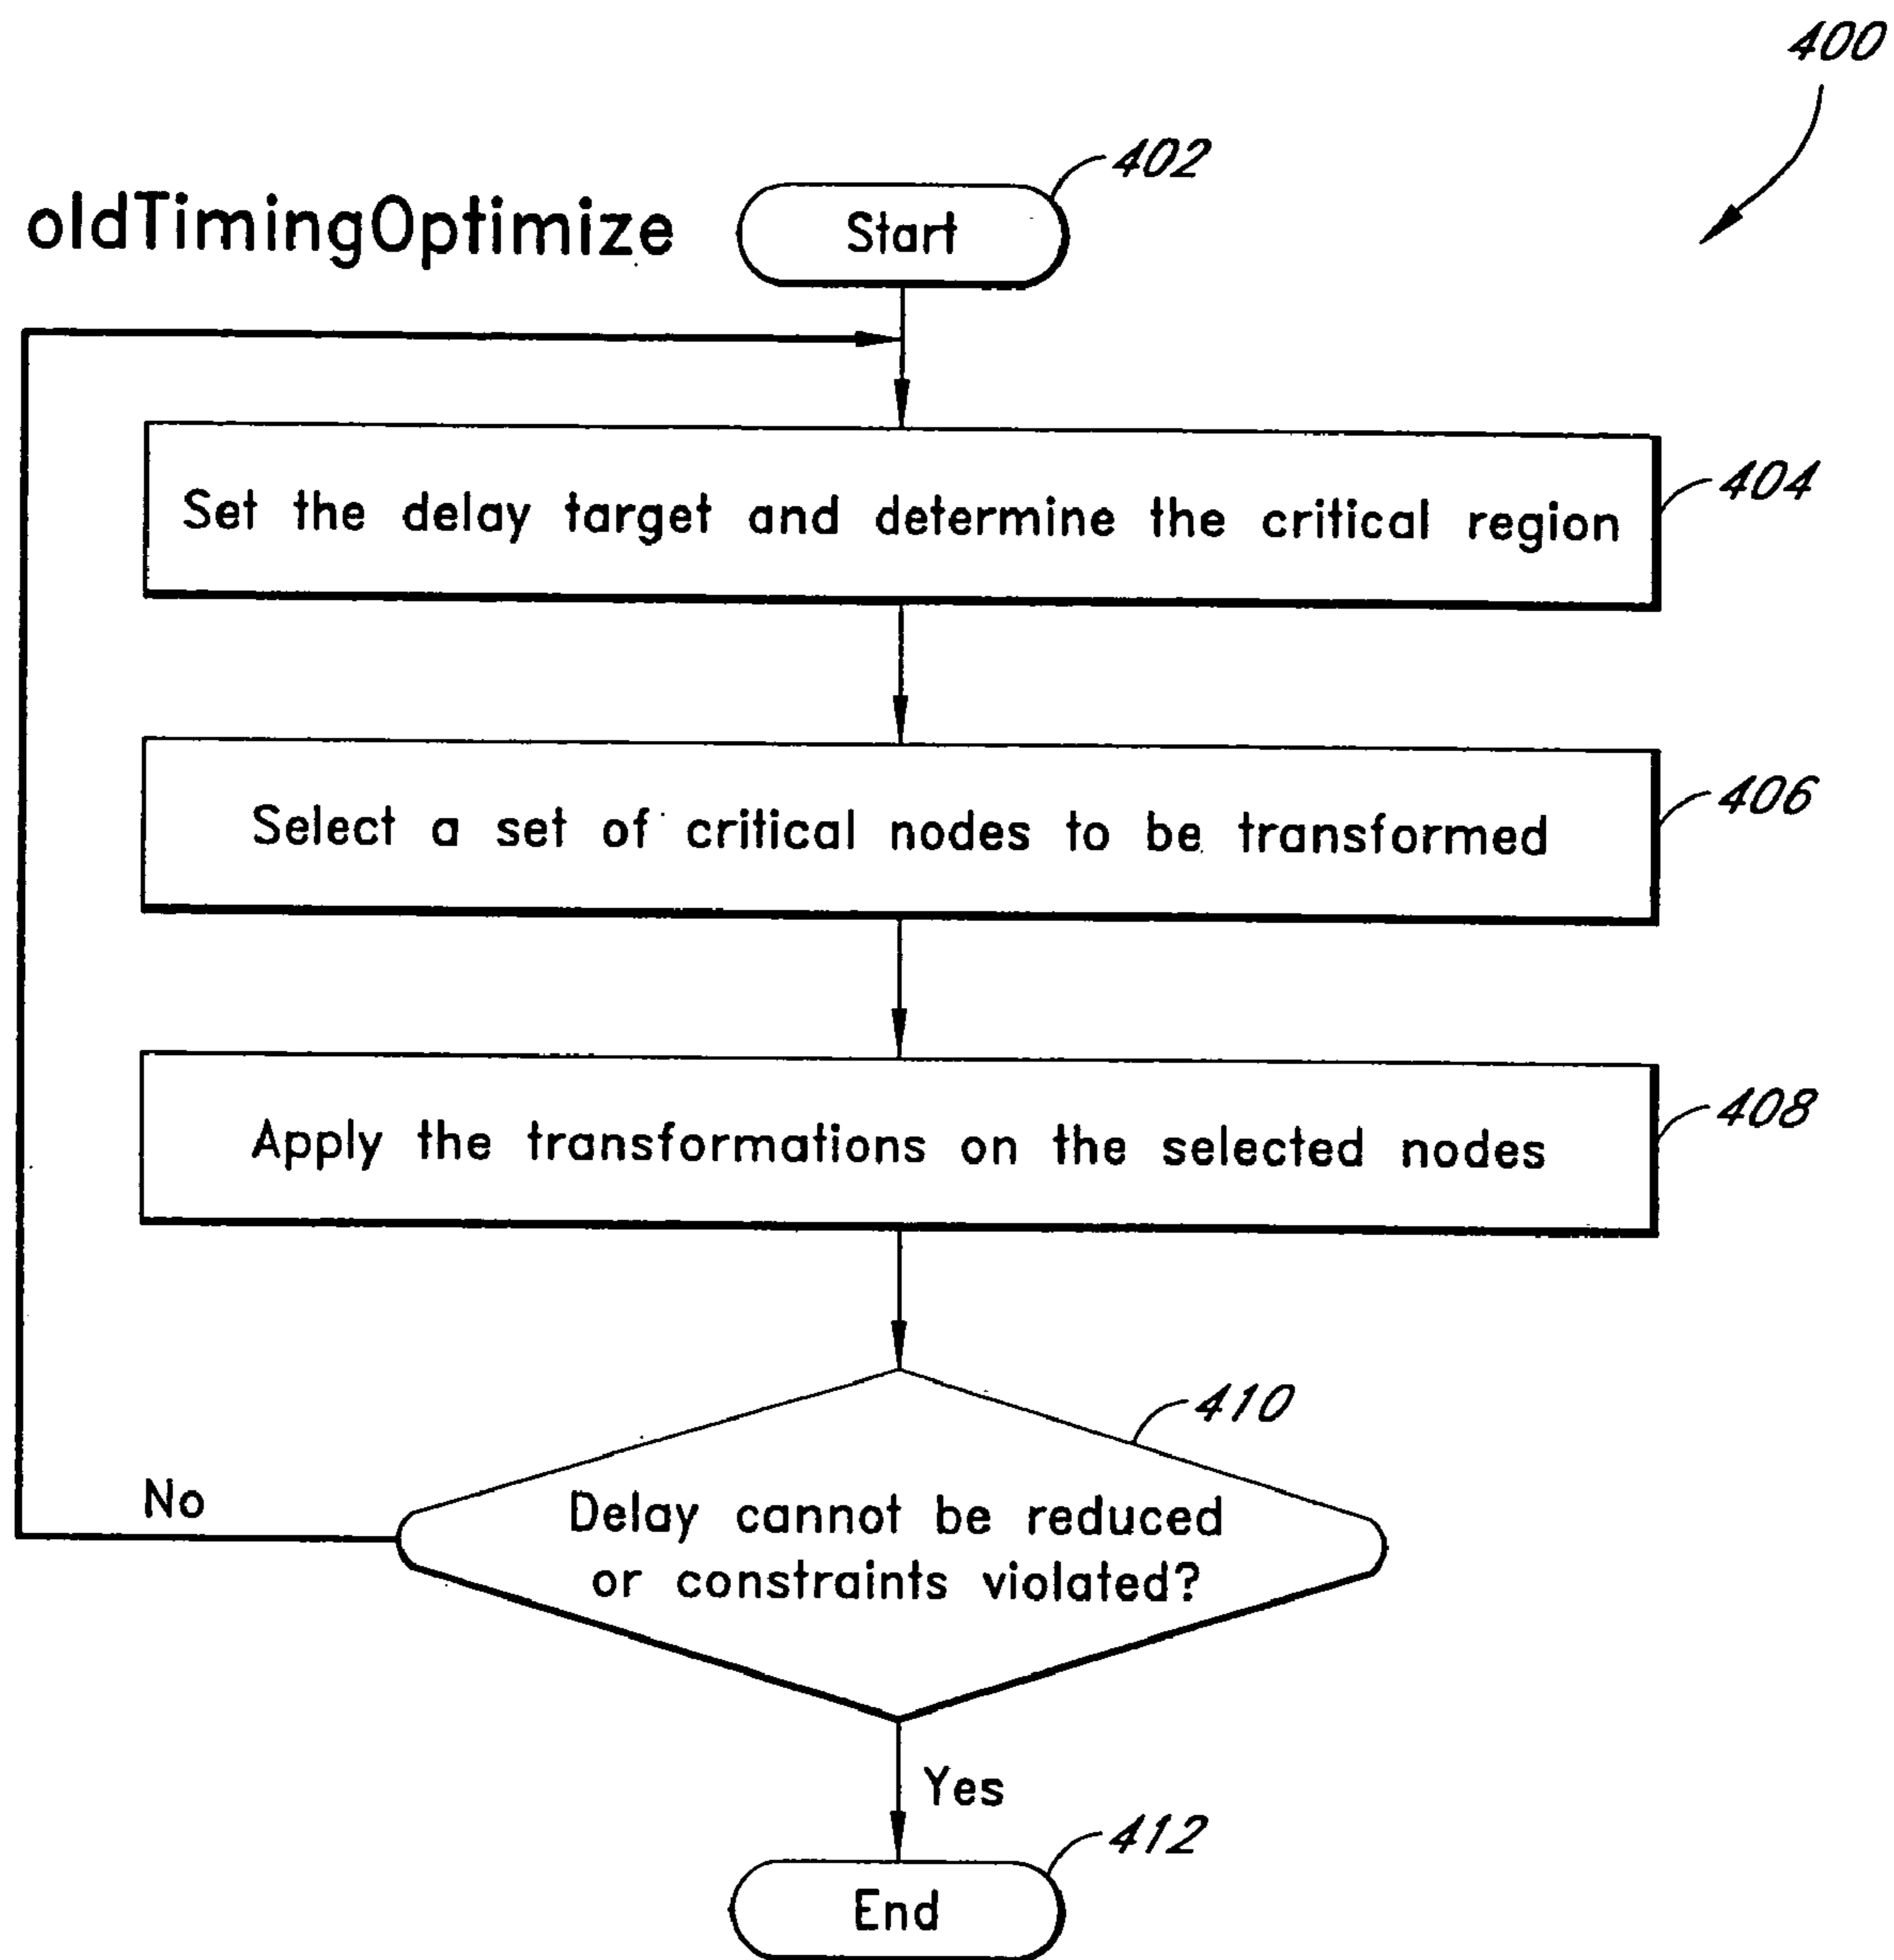 400
402
oldTimingOptimize
Start
Set the delay target and determine the critical region
404
Select a set of critical nodes to be transformed
406
Apply the transformations on the selected nodes
408
410
Delay cannot be reduced
or constraints violated?
No
Yes
412
End